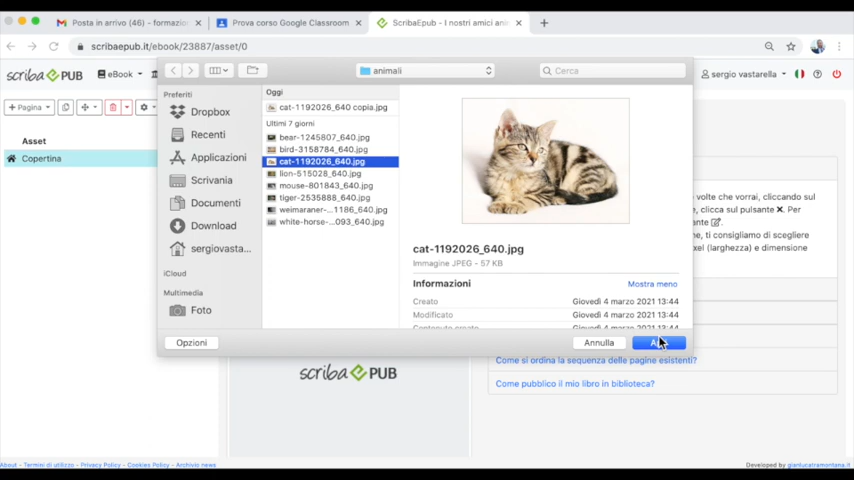 Posta in arrivo (46) - formazio
Prova corso Google Classroom
ScribaEpub - I nostri amici ani
scribaepub.it/ebook/23887/asset/0
scriba PUB
eBook
sergio vastarella
animali
Cerca
+ Pagina
Asset
Copertina
Preferiti
Dropbox
Recenti
Applicazioni
Scrivania
Documenti
Download
sergiovasta...
iCloud
Multimedia
Foto
Oggi
cat-1192026_640 copia.jpg
Ultimi 7 giorni
bear-1245807_640.jpg
bird-3158784_640.jpg
cat-1192026_640.jpg
lion-515028_640.jpg
mouse-801843_640.jpg
tiger-2535888_640.jpg
weimaraner-...1186_640.jpg
white-horse-...093_640.jpg
cat-1192026_640.jpg
Immagine JPEG - 57 KB
Informazioni
Mostra meno
Creato
Giovedì 4 marzo 2021 13:44
Modificato
Giovedì 4 marzo 2021 13:44
Opzioni
Annulla
volte che vorrai, cliccando sul
, clicca sul pulsante ✕. Per
ne, ti consigliamo di scegliere
xel (larghezza) e dimensione
Come si ordina la sequenza delle pagine esistenti?
Come pubblico il mio libro in biblioteca?
scriba PUB
About - Termini di utilizzo - Privacy Policy - Cookies Policy - Archivio news
Developed by gianlucatramontana.it